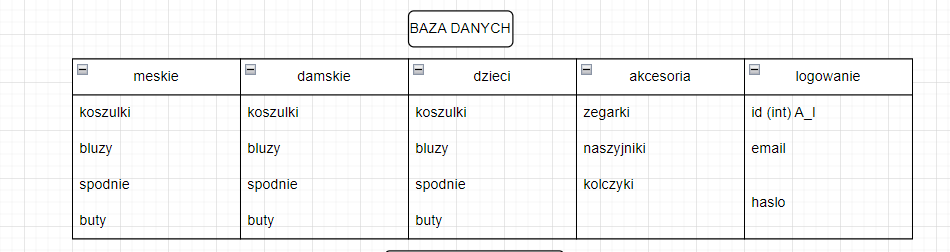 BAZA DANYCH
meskie
koszulki
bluzy
spodnie
buty
damskie
koszulki
bluzy
spodnie
buty
dzieci
koszulki
bluzy
spodnie
buty
akcesoria
zegarki
naszyjniki
kolczyki
logowanie
id (int) A_I
email
haslo